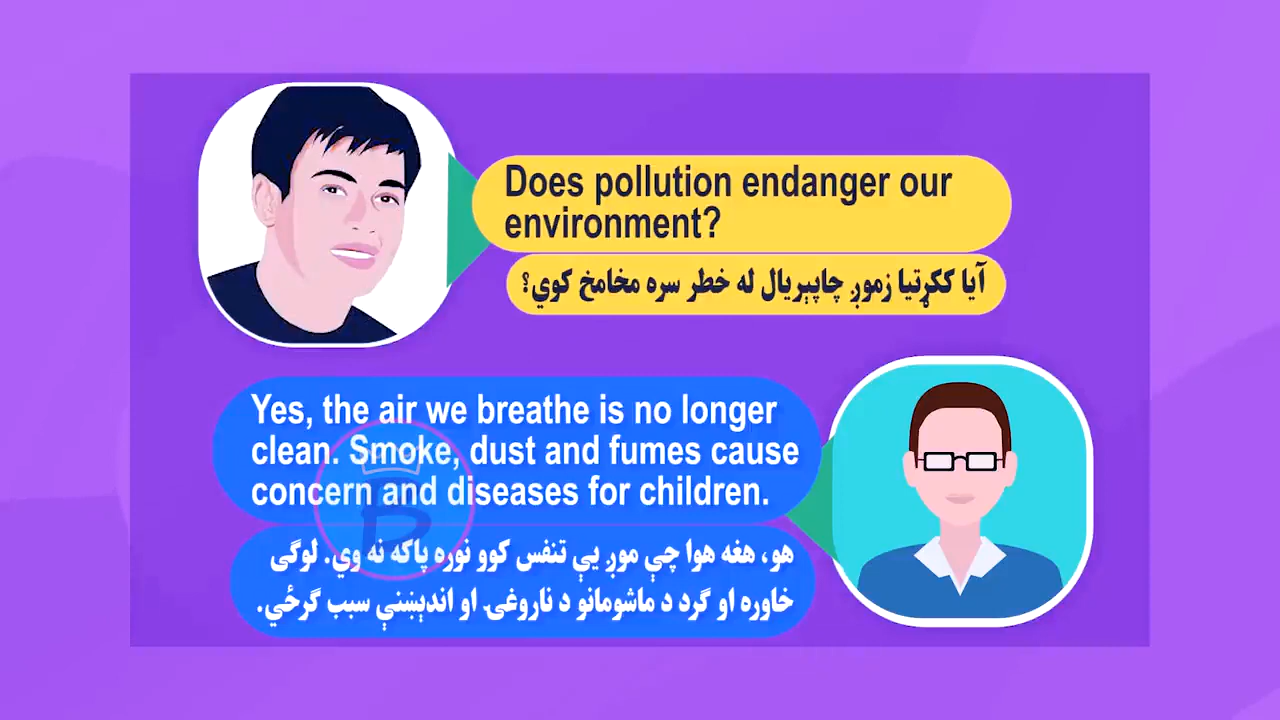 Does pollution endanger our
environment?
آیا ککړتیا زموږ چاپېریال له خطر سره مخامخ کوي؟
Yes, the air we breathe is no longer
clean. Smoke, dust and fumes cause
concern and diseases for children.
هو، هغه هوا چې موږ یې تنفس کوو نوره پاکه نه وي. لوګی
خاوره او ګرد د ماشومانو د ناروغۍ او اندېښنې سبب ګرځي.
B